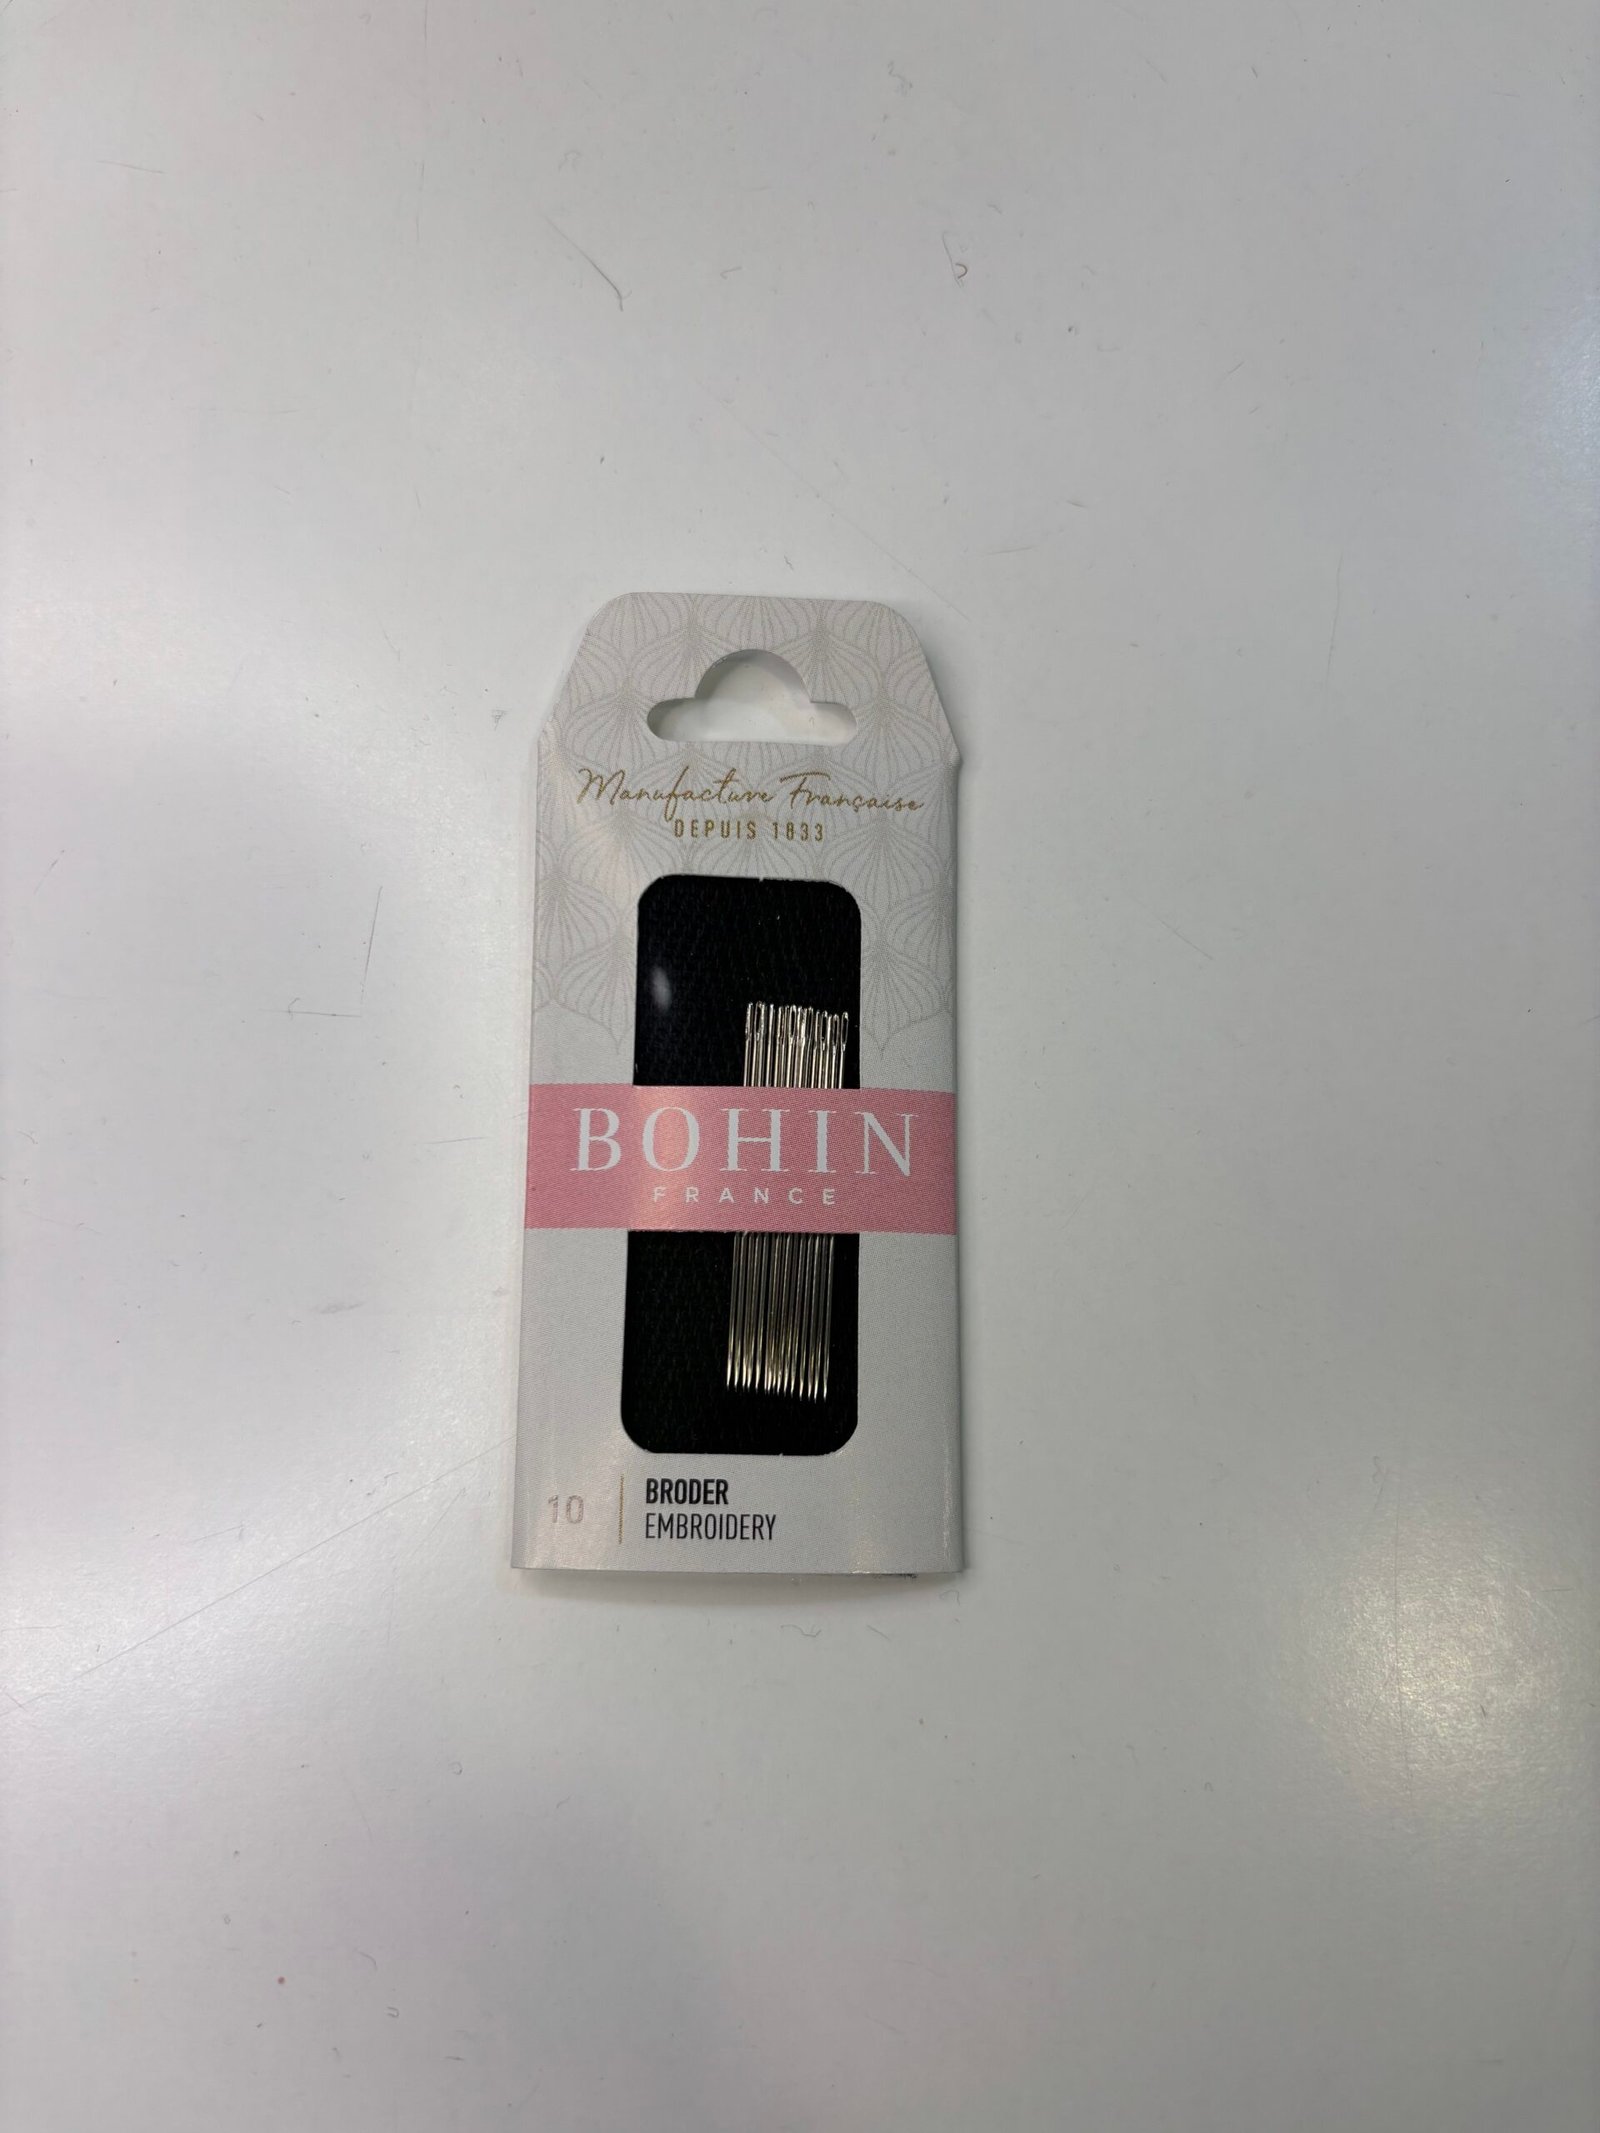 Manufacture Française
DEPUIS 1833
BOHIN
FRANCE
10
BRODER
EMBROIDERY